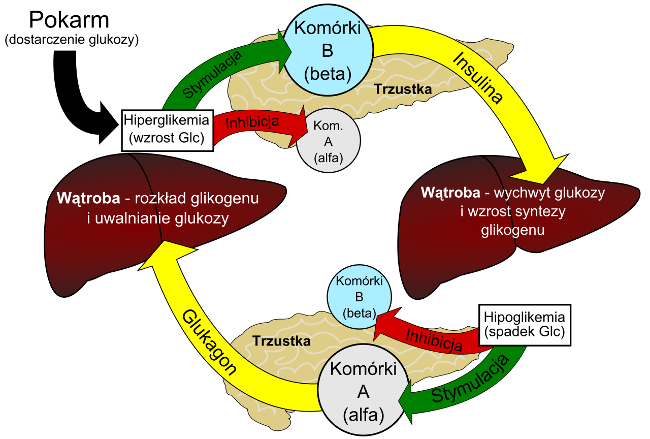 Pokarm
(dostarczenie glukozy)
Komórki
B
(beta)
Stymulacja
Insulina
Trzustka
Hiperglikemia
(wzrost Glc)
Inhibicja
Kom.
A
(alfa)
Wątroba - rozkład glikogenu
i uwalnianie glukozy
Wątroba - wychwyt glukozy
i wzrost syntezy
glikogenu
Komórki
B
(beta)
Hipoglikemia
(spadek Glc)
Inhibicja
Trzustka
Glukagon
Komórki
A
(alfa)
Stymulacja